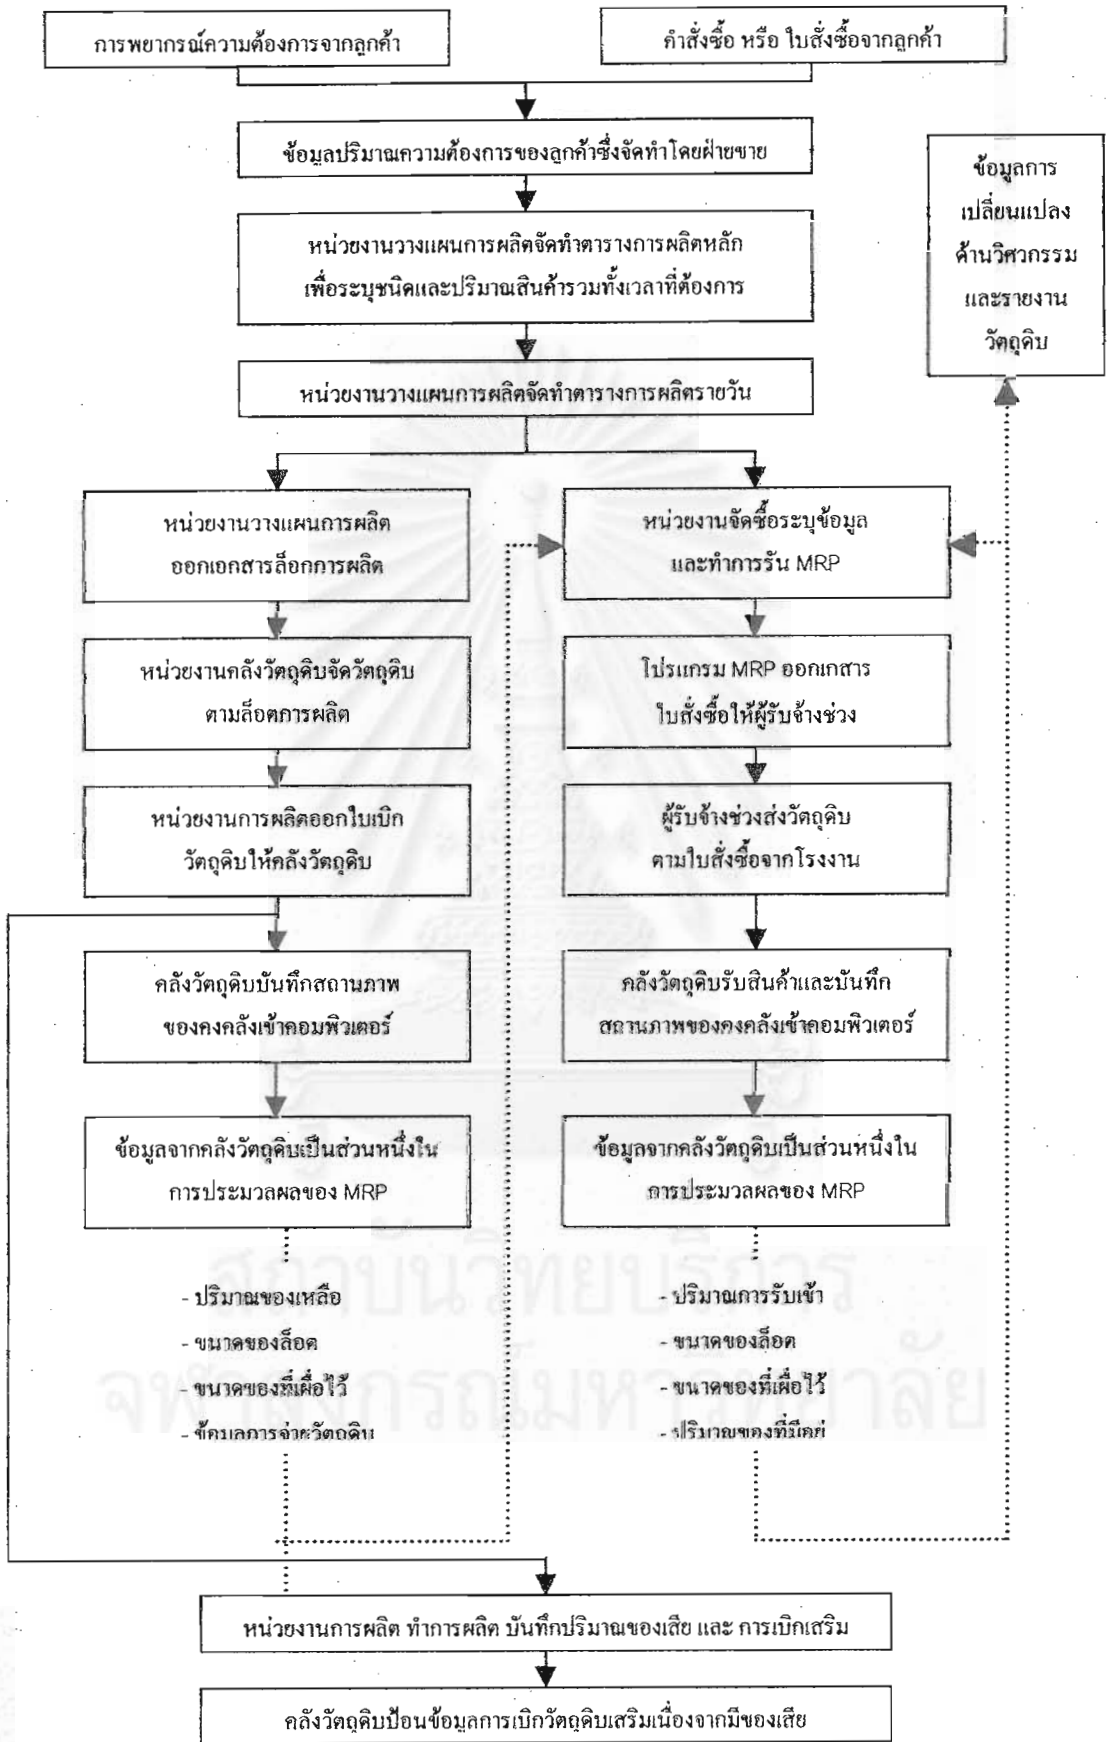 การพยากรณ์ความต้องการจากลูกค้า
คำสั่งซื้อ หรือ ใบสั่งซื้อจากลูกค้า
ข้อมูลปริมาณความต้องการของลูกค้าซึ่งจัดทำโดยฝ่ายขาย
ข้อมูลการ
เปลี่ยนแปลง
ด้านวิศวกรรม
และรายงาน
วัตถุดิบ
หน่วยงานวางแผนการผลิตจัดทำตารางการผลิตหลัก
เพื่อระบุชนิดและปริมาณสินค้ารวมทั้งเวลาที่ต้องการ
หน่วยงานวางแผนการผลิตจัดทำตารางการผลิตรายวัน
หน่วยงานวางแผนการผลิต
ออกเอกสารล็อกการผลิต
หน่วยงานจัดซื้อระบุข้อมูล
และทำการรัน MRP
หน่วยงานคลังวัตถุดิบจัดวัตถุดิบ
ตามล็อตการผลิต
โปรแกรม MRP ออกเกสาร
ใบสั่งซื้อให้ผู้รับจ้างช่วง
หน่วยงานการผลิตออกใบเบิก
วัตถุดิบให้คลังวัตถุดิบ
ผู้รับจ้างช่วงส่งวัตถุดิบ
ตามใบสั่งซื้อจากโรงงาน
คลังวัตถุดิบบันทึกสถานภาพ
ของคงคลังเข้าคอมพิวเตอร์
คลังวัตถุดิบรับสินค้าและบันทึก
สถานภาพของคงคลังเข้าคอมพิวเตอร์
ข้อมูลจากคลังวัตถุดิบเป็นส่วนหนึ่งใน
การประมวลผลของ MRP
ข้อมูลจากคลังวัตถุดิบเป็นส่วนหนึ่งใน
การประมวลผลของ MRP
- ปริมาณของเหลือ
- ขนาดของล็อต
- ขนาดของที่เผื่อไว้
- ข้อมูลการจ่ายวัตถุดิบ
- ปริมาณการรับเข้า
- ขนาดของล็อต
- ขนาดของที่เผื่อไว้
- ปริมาณของที่มีอยู่
สถาบันวิทยบริการ
จุฬาลงกรณ์มหาวิทยาลัย
หน่วยงานการผลิต ทำการผลิต บันทึกปริมาณของเสีย และ การเบิกเสริม
คลังวัตถุดิบป้อนข้อมูลการเบิกวัตถุดิบเสริมเนื่องจากมีของเสีย